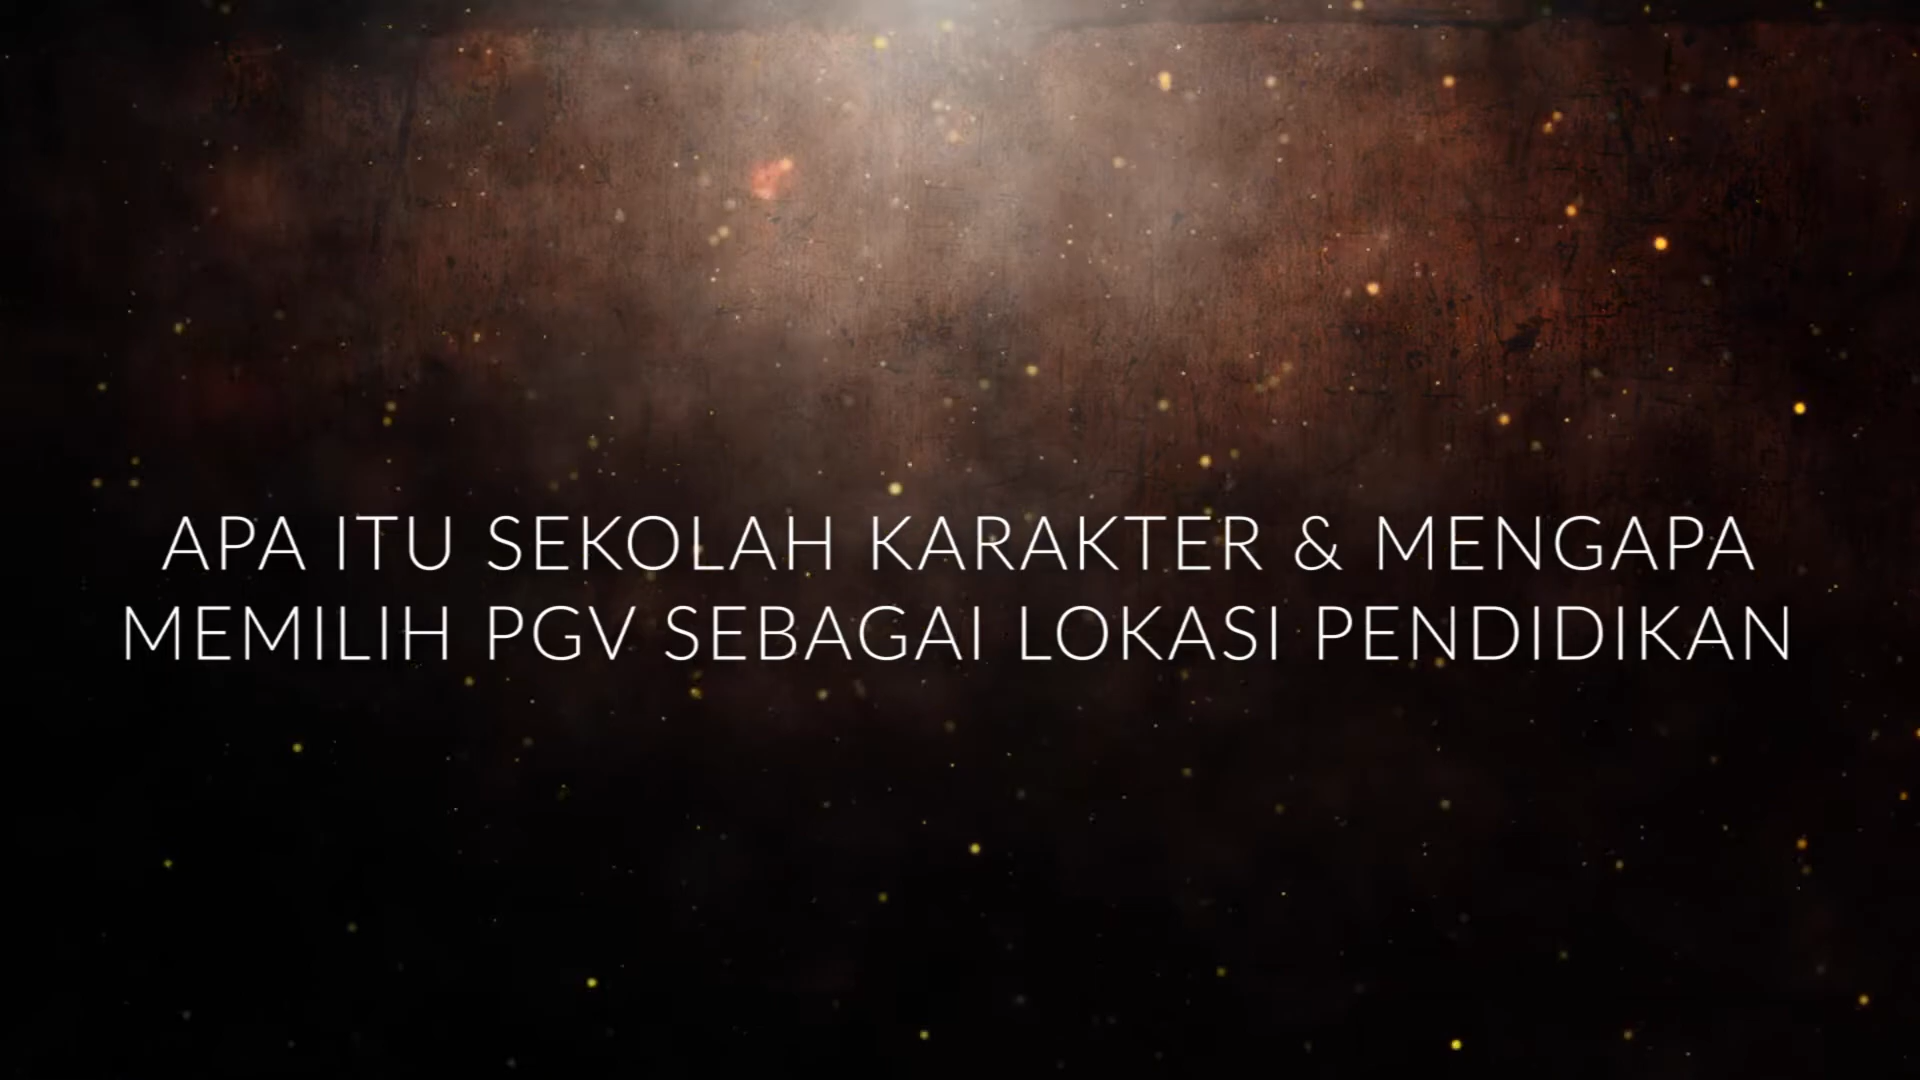 APA ITU SEKOLAH KARAKTER & MENGAPA
MEMILIH PGV SEBAGAI LOKASI PENDIDIKAN